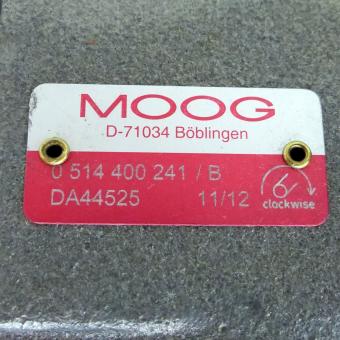 MOOG
D-71034 Böblingen
0 514 400 241 / B
DA44525 11/12
clockwise